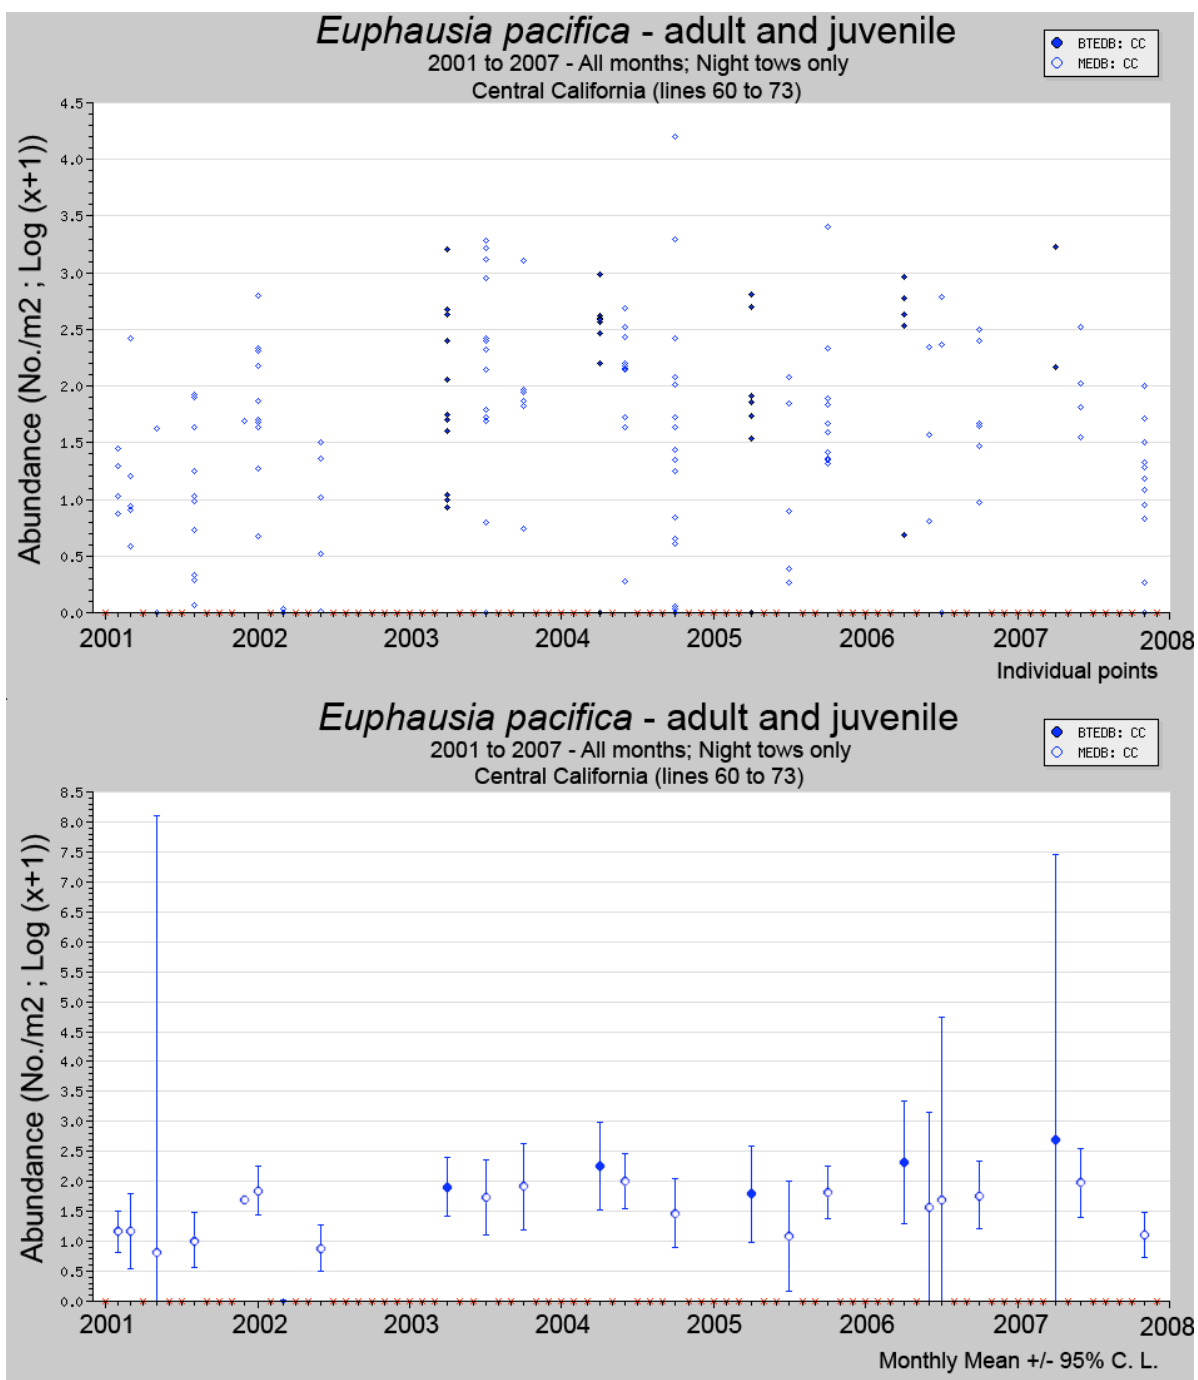 Euphausia pacifica - adult and juvenile
2001 to 2007 - All months; Night tows only
Central California (lines 60 to 73)
BTEDB: CC
MEDB: CC
Abundance (No./m2 ; Log (x+1))
4.5
4.0
3.5
3.0
2.5
2.0
1.5
1.0
0.5
0.0
2001 2002 2003 2004 2005 2006 2007 2008
Individual points
Euphausia pacifica - adult and juvenile
2001 to 2007 - All months; Night tows only
Central California (lines 60 to 73)
BTEDB: CC
MEDB: CC
Abundance (No./m2 ; Log (x+1))
8.5
8.0
7.5
7.0
6.5
6.0
5.5
5.0
4.5
4.0
3.5
3.0
2.5
2.0
1.5
1.0
0.5
0.0
2001 2002 2003 2004 2005 2006 2007 2008
Monthly Mean +/- 95% C. L.